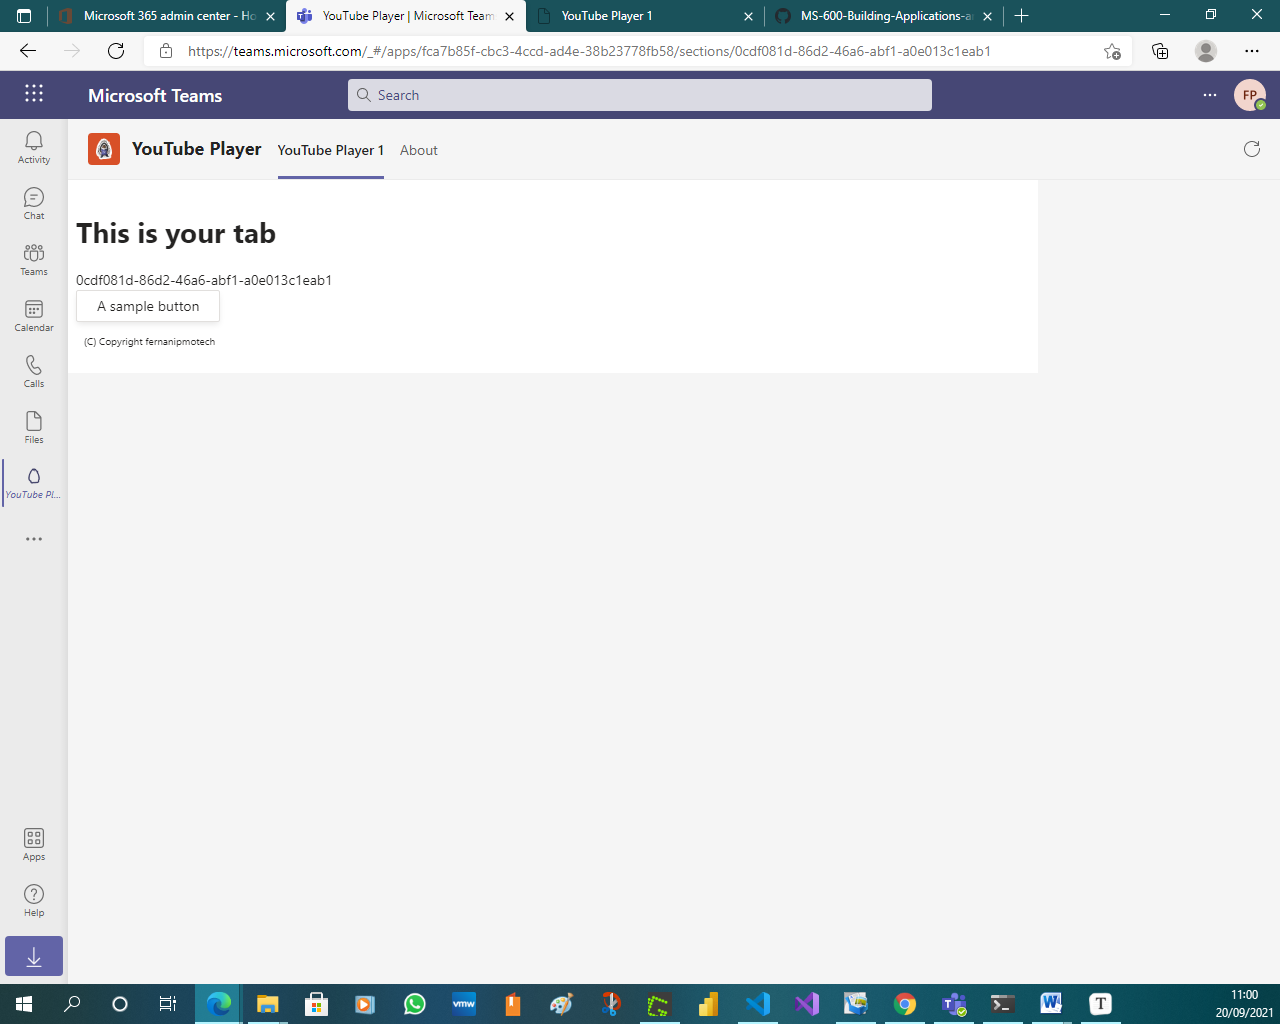 Microsoft 365 admin center - Ho
YouTube Player | Microsoft Team
YouTube Player 1
MS-600-Building-Applications-a
https://teams.microsoft.com/_#/apps/fca7b85f-cbc3-4ccd-ad4e-38b23778fb58/sections/0cdf081d-86d2-46a6-abf1-a0e013c1eab1
Microsoft Teams
Search
FP
YouTube Player
YouTube Player 1
About
Activity
Chat
Teams
Calendar
Calls
Files
YouTube Pl...
This is your tab
0cdf081d-86d2-46a6-abf1-a0e013c1eab1
A sample button
(C) Copyright fernanipmotech
Apps
Help
vmw
T
11:00
20/09/2021